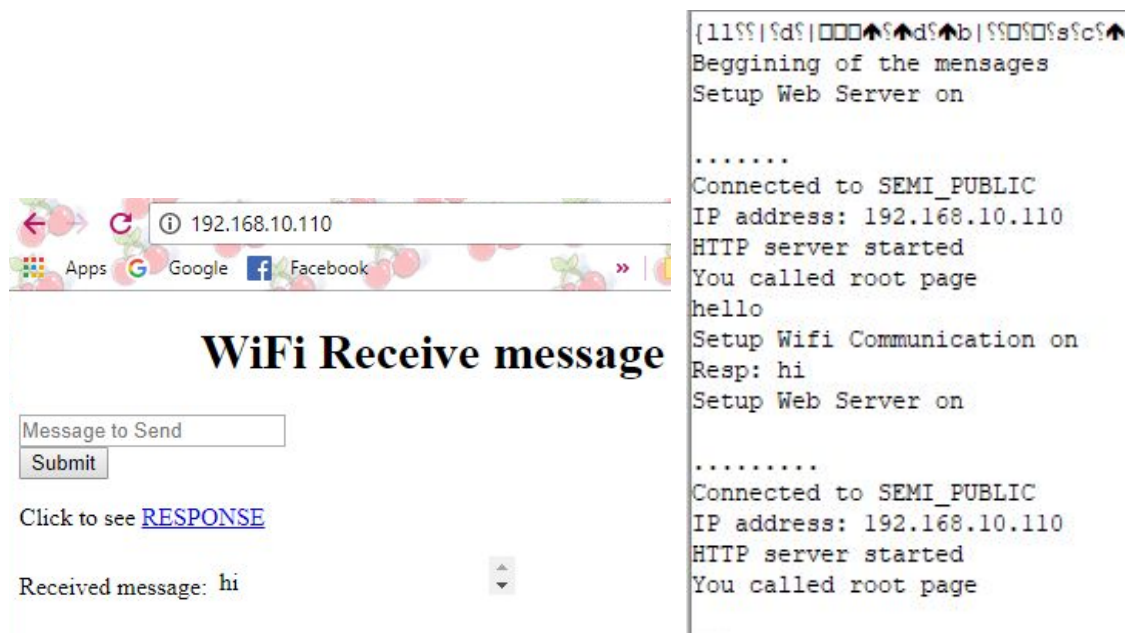 192.168.10.110
Apps Google Facebook »
WiFi Receive message
Message to Send
Submit
Click to see RESPONSE
Received message: hi
Beggining of the mensages
Setup Web Server on
.......
Connected to SEMI_PUBLIC
IP address: 192.168.10.110
HTTP server started
You called root page
hello
Setup Wifi Communication on
Resp: hi
Setup Web Server on
.........
Connected to SEMI_PUBLIC
IP address: 192.168.10.110
HTTP server started
You called root page